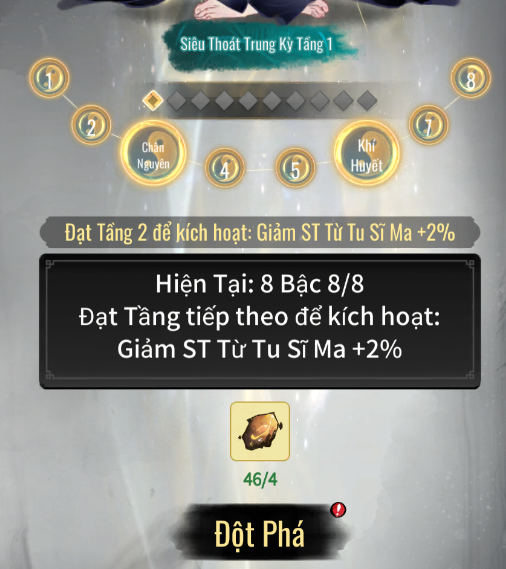 Siêu Thoát Trung Kỳ Tầng 1
1
8
2
7
Chân
Nguyên
4
5
Khí
Huyết
Đạt Tầng 2 để kích hoạt: Giảm ST Từ Tu Sĩ Ma +2%
Hiện Tại: 8 Bậc 8/8
Đạt Tầng tiếp theo để kích hoạt:
Giảm ST Từ Tu Sĩ Ma +2%
46/4
Đột Phá
!